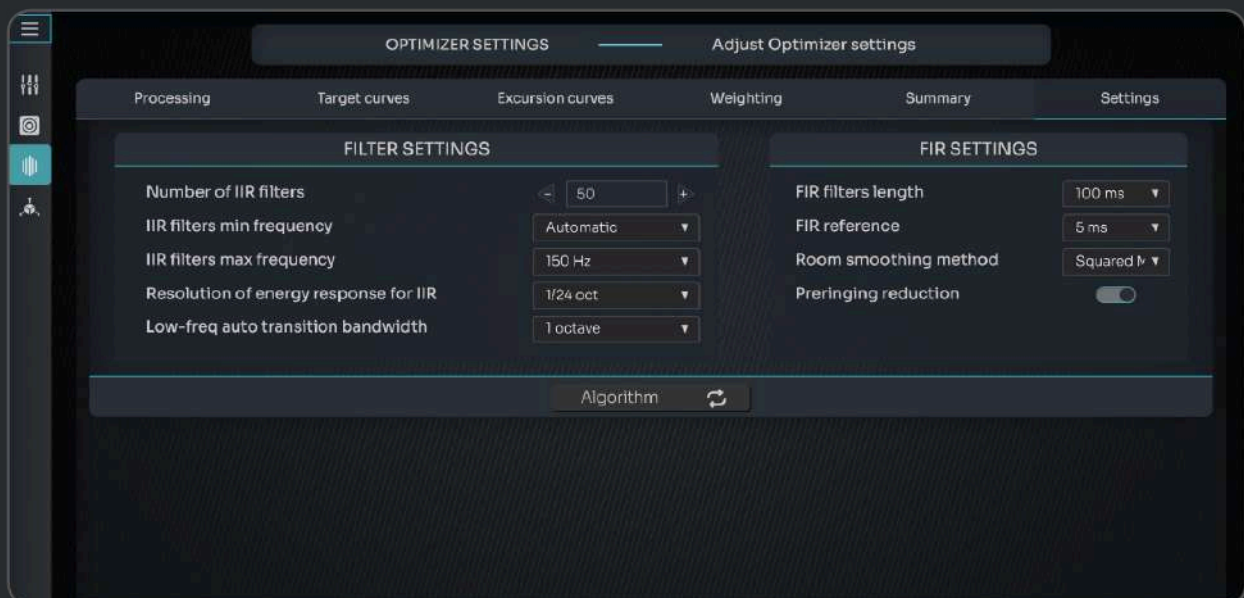 OPTIMIZER SETTINGS Adjust Optimizer settings
Processing Target curves Excursion curves Weighting Summary Settings
FILTER SETTINGS
Number of IIR filters - 50 +
IIR filters min frequency Automatic
IIR filters max frequency 150 Hz
Resolution of energy response for IIR 1/24 oct
Low-freq auto transition bandwidth 1 octave
FIR SETTINGS
FIR filters length 100 ms
FIR reference 5 ms
Room smoothing method Squared M
Preringing reduction
Algorithm